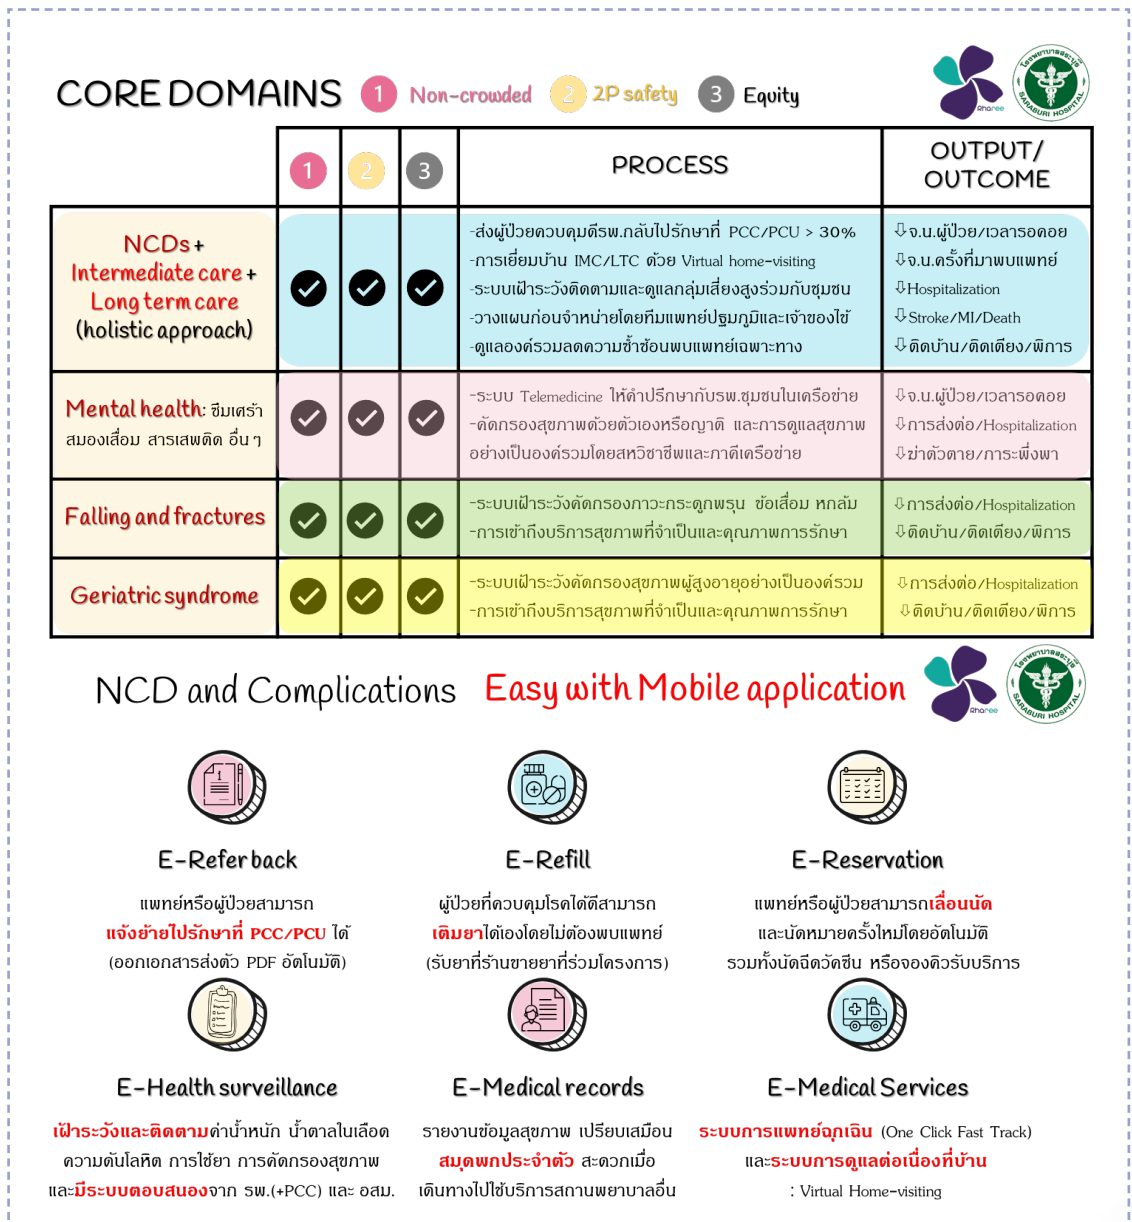 CORE DOMAINS 1 Non-crowded 2 2P safety 3 Equity
Rharee
โรงพยาบาลสระบุรี
SARABURI HOSPITAL
1 2 3 PROCESS OUTPUT/
OUTCOME
NCDs +
Intermediate care +
Long term care
(holistic approach)
-ส่งผู้ป่วยควบคุมดีรพ.กลับไปรักษาที่ PCC/PCU > 30%
-การเยี่ยมบ้าน IMC/LTC ด้วย Virtual home-visiting
-ระบบเฝ้าระวังติดตามและดูแลกลุ่มเสี่ยงสูงร่วมกับชุมชน
-วางแผนก่อนจำหน่ายโดยทีมแพทย์ปฐมภูมิและเจ้าของไข้
-ดูแลองค์รวมลดความซ้ำซ้อนพบแพทย์เฉพาะทาง
⇩จ.น.ผู้ป่วย/เวลารอคอย
⇩จ.น.ครั้งที่มาพบแพทย์
⇩Hospitalization
⇩Stroke/MI/Death
⇩ติดบ้าน/ติดเตียง/พิการ
Mental health: ซึมเศร้า
สมองเสื่อม สารเสพติด อื่น ๆ
-ระบบ Telemedicine ให้คำปรึกษากับรพ.ชุมชนในเครือข่าย
-คัดกรองสุขภาพด้วยตัวเองหรือญาติ และการดูแลสุขภาพ
อย่างเป็นองค์รวมโดยสหวิชาชีพและภาคีเครือข่าย
⇩จ.น.ผู้ป่วย/เวลารอคอย
⇩การส่งต่อ/Hospitalization
⇩ฆ่าตัวตาย/ภาระพึ่งพา
Falling and fractures
-ระบบเฝ้าระวังคัดกรองภาวะกระดูกพรุน ข้อเสื่อม หกล้ม
-การเข้าถึงบริการสุขภาพที่จำเป็นและคุณภาพการรักษา
⇩การส่งต่อ/Hospitalization
⇩ติดบ้าน/ติดเตียง/พิการ
Geriatric syndrome
-ระบบเฝ้าระวังคัดกรองสุขภาพผู้สูงอายุอย่างเป็นองค์รวม
-การเข้าถึงบริการสุขภาพที่จำเป็นและคุณภาพการรักษา
⇩การส่งต่อ/Hospitalization
⇩ติดบ้าน/ติดเตียง/พิการ
NCD and Complications Easy with Mobile application
Rharee
โรงพยาบาลสระบุรี
SARABURI HOSPITAL
1
E-Refer back
แพทย์หรือผู้ป่วยสามารถ
แจ้งย้ายไปรักษาที่ PCC/PCU ได้
(ออกเอกสารส่งตัว PDF อัตโนมัติ)
E-Refill
ผู้ป่วยที่ควบคุมโรคได้ดีสามารถ
เติมยาได้เองโดยไม่ต้องพบแพทย์
(รับยาที่ร้านขายยาที่ร่วมโครงการ)
E-Reservation
แพทย์หรือผู้ป่วยสามารถเลื่อนนัด
และนัดหมายครั้งใหม่โดยอัตโนมัติ
รวมทั้งนัดฉีดวัคซีน หรือจองคิวรับบริการ
E-Health surveillance
เฝ้าระวังและติดตามค่าน้ำหนัก น้ำตาลในเลือด
ความดันโลหิต การใช้ยา การคัดกรองสุขภาพ
และมีระบบตอบสนองจาก รพ.(+PCC) และ อสม.
E-Medical records
รายงานข้อมูลสุขภาพ เปรียบเสมือน
สมุดพกประจำตัว สะดวกเมื่อ
เดินทางไปใช้บริการสถานพยาบาลอื่น
E-Medical Services
ระบบการแพทย์ฉุกเฉิน (One Click Fast Track)
และระบบการดูแลต่อเนื่องที่บ้าน
: Virtual Home-visiting